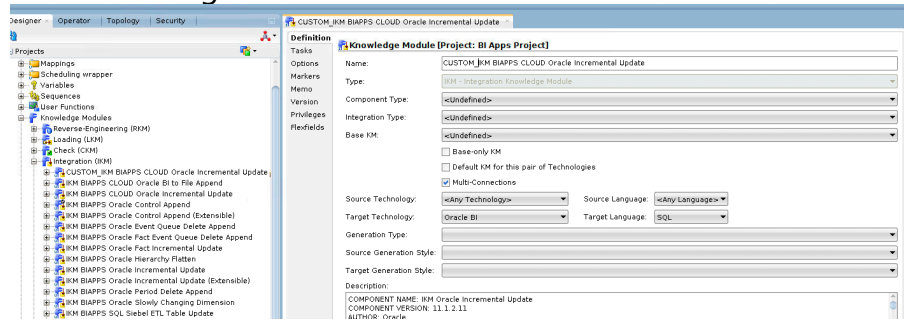 Designer
Operator
Topology
Security
Projects
Mappings
Scheduling wrapper
Variables
Sequences
User Functions
Knowledge Modules
Reverse-Engineering (RKM)
Loading (LKM)
Check (CKM)
Integration (IKM)
CUSTOM_IKM BIAPPS CLOUD Oracle Incremental Update
IKM BIAPPS CLOUD Oracle BI to File Append
IKM BIAPPS CLOUD Oracle Incremental Update
IKM BIAPPS Oracle Control Append
IKM BIAPPS Oracle Control Append (Extensible)
IKM BIAPPS Oracle Event Queue Delete Append
IKM BIAPPS Oracle Fact Event Queue Delete Append
IKM BIAPPS Oracle Fact Incremental Update
IKM BIAPPS Oracle Hierarchy Flatten
IKM BIAPPS Oracle Incremental Update
IKM BIAPPS Oracle Incremental Update (Extensible)
IKM BIAPPS Oracle Period Delete Append
IKM BIAPPS Oracle Slowly Changing Dimension
IKM BIAPPS SQL Siebel ETL Table Update
CUSTOM_IKM BIAPPS CLOUD Oracle Incremental Update
Definition
Tasks
Options
Markers
Memo
Version
Privileges
Flexfields
Knowledge Module [Project: BI Apps Project]
Name: CUSTOM_IKM BIAPPS CLOUD Oracle Incremental Update
Type: IKM - Integration Knowledge Module
Component Type: <Undefined>
Integration Type: <Undefined>
Base KM: <Undefined>
Base-only KM
Default KM for this pair of Technologies
Multi-Connections
Source Technology: <Any Technology> Source Language: <Any Language>
Target Technology: Oracle BI Target Language: SQL
Generation Type:
Source Generation Style:
Target Generation Style:
Description:
COMPONENT NAME: IKM Oracle Incremental Update
COMPONENT VERSION: 11.1.2.11
AUTHOR: Oracle